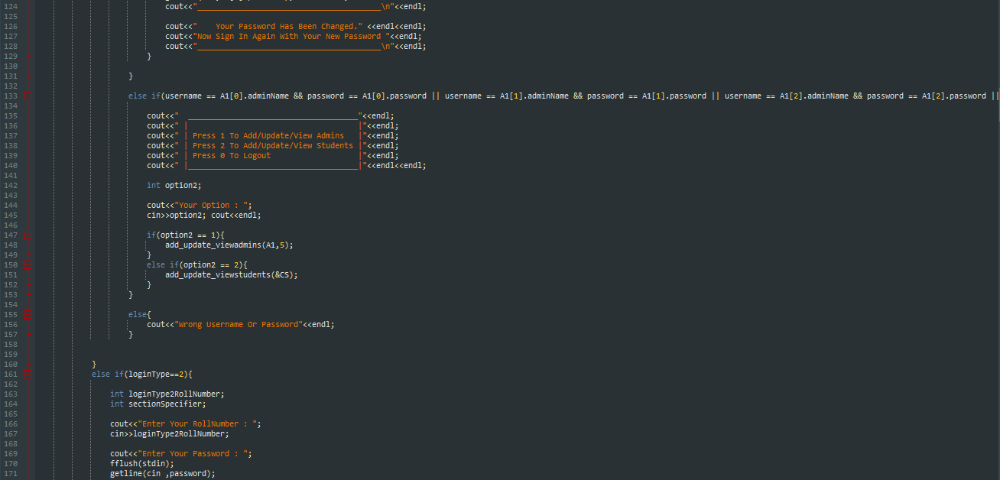 124 cout<<"________________________________________\n"<<endl;
125
126 cout<<"    Your Password Has Been Changed." <<endl<<endl;
127 cout<<"Now Sign In Again With Your New Password "<<endl;
128 cout<<"________________________________________\n"<<endl;
129 }
130
131 }
132
133 else if(username == A1[0].adminName && password == A1[0].password || username == A1[1].adminName && password == A1[1].password || username == A1[2].adminName && password == A1[2].password ||
134
135 cout<<"  _____________________________________"<<endl;
136 cout<<" |                                     |"<<endl;
137 cout<<" | Press 1 To Add/Update/View Admins   |"<<endl;
138 cout<<" | Press 2 To Add/Update/View Students |"<<endl;
139 cout<<" | Press 0 To Logout                   |"<<endl;
140 cout<<" |_____________________________________|"<<endl<<endl;
141
142 int option2;
143
144 cout<<"Your Option : ";
145 cin>>option2; cout<<endl;
146
147 if(option2 == 1){
148 add_update_viewadmins(A1,5);
149 }
150 else if(option2 == 2){
151 add_update_viewstudents(&CS);
152 }
153 }
154
155 else{
156 cout<<"Wrong Username Or Password"<<endl;
157 }
158
159
160 }
161 else if(loginType==2){
162
163 int loginType2RollNumber;
164 int sectionSpecifier;
165
166 cout<<"Enter Your RollNumber : ";
167 cin>>loginType2RollNumber;
168
169 cout<<"Enter Your Password : ";
170 fflush(stdin);
171 getline(cin ,password);